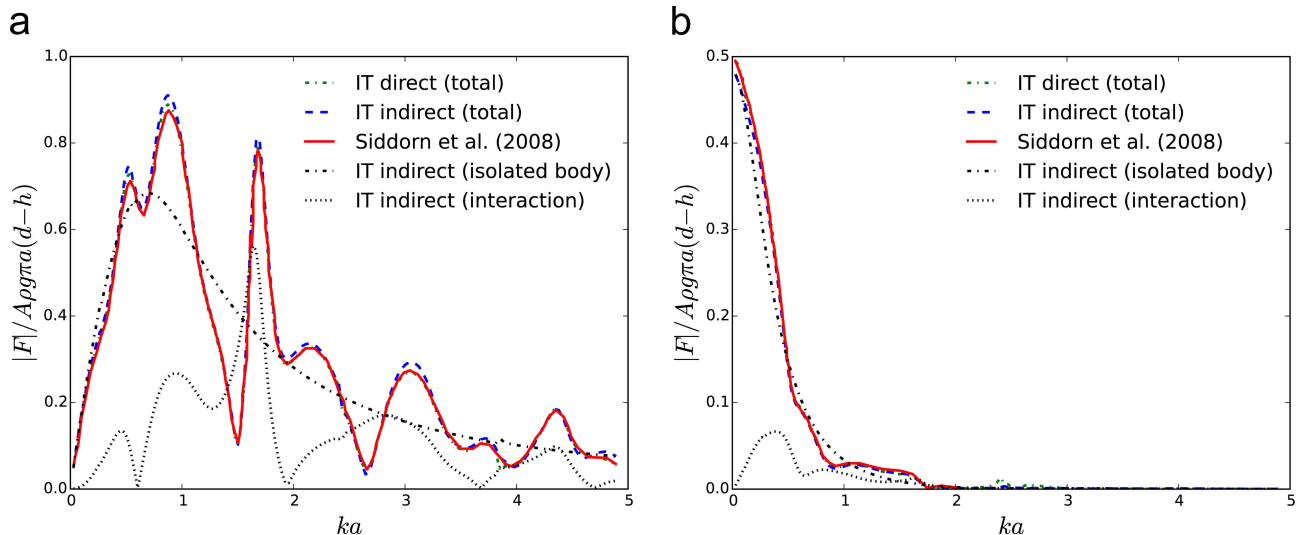 a
1.0
0.8
0.6
0.4
0.2
0.0
0
1
2
3
4
5
|F|/Aρgπa(d−h)
ka
IT direct (total)
IT indirect (total)
Siddorn et al. (2008)
IT indirect (isolated body)
IT indirect (interaction)
b
0.5
0.4
0.3
0.2
0.1
0.0
0
1
2
3
4
5
|F|/Aρgπa(d−h)
ka
IT direct (total)
IT indirect (total)
Siddorn et al. (2008)
IT indirect (isolated body)
IT indirect (interaction)